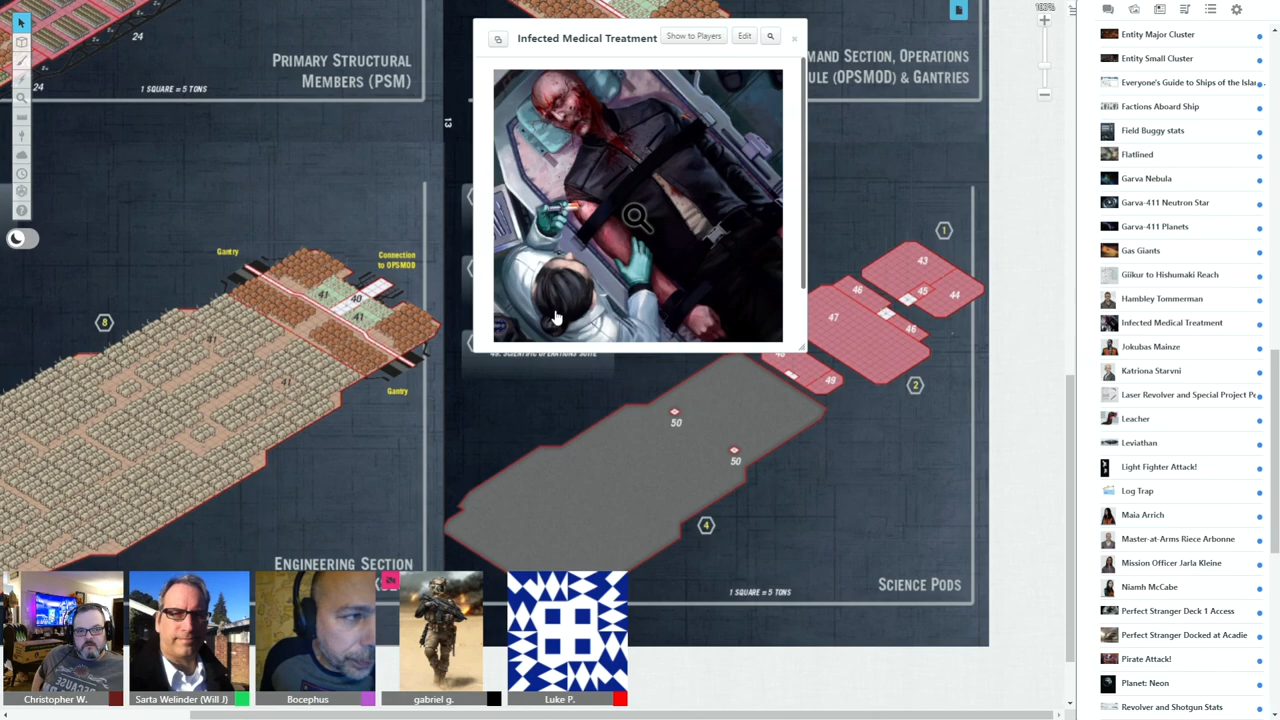 24
24
PRIMARY STRUCTURAL
MEMBERS (PSM)
1 SQUARE = 5 TONS
13
Infected Medical Treatment
Show to Players
Edit
MAND SECTION, OPERATIONS
ULE (OPSMOD) & GANTRIES
100%
Gantry
Connection
to OPSMOD
40
41
8
Gantry
1
43
45
44
46
47
46
49
2
50
50
4
ENGINEERING SECTION
1 SQUARE = 5 TONS
SCIENCE PODS
Christopher W.
Sarta Welinder (Will J)
Bocephus
gabriel g.
Luke P.
Entity Major Cluster
Entity Small Cluster
Everyone's Guide to Ships of the Islan
Factions Aboard Ship
Field Buggy stats
Flatlined
Garva Nebula
Garva-411 Neutron Star
Garva-411 Planets
Gas Giants
Giikur to Hishumaki Reach
Hambley Tommerman
Infected Medical Treatment
Jokubas Mainze
Katriona Starvni
Laser Revolver and Special Project Pe
Leacher
Leviathan
Light Fighter Attack!
Log Trap
Maia Arrich
Master-at-Arms Riece Arbonne
Mission Officer Jarla Kleine
Niamh McCabe
Perfect Stranger Deck 1 Access
Perfect Stranger Docked at Acadie
Pirate Attack!
Planet: Neon
Revolver and Shotgun Stats